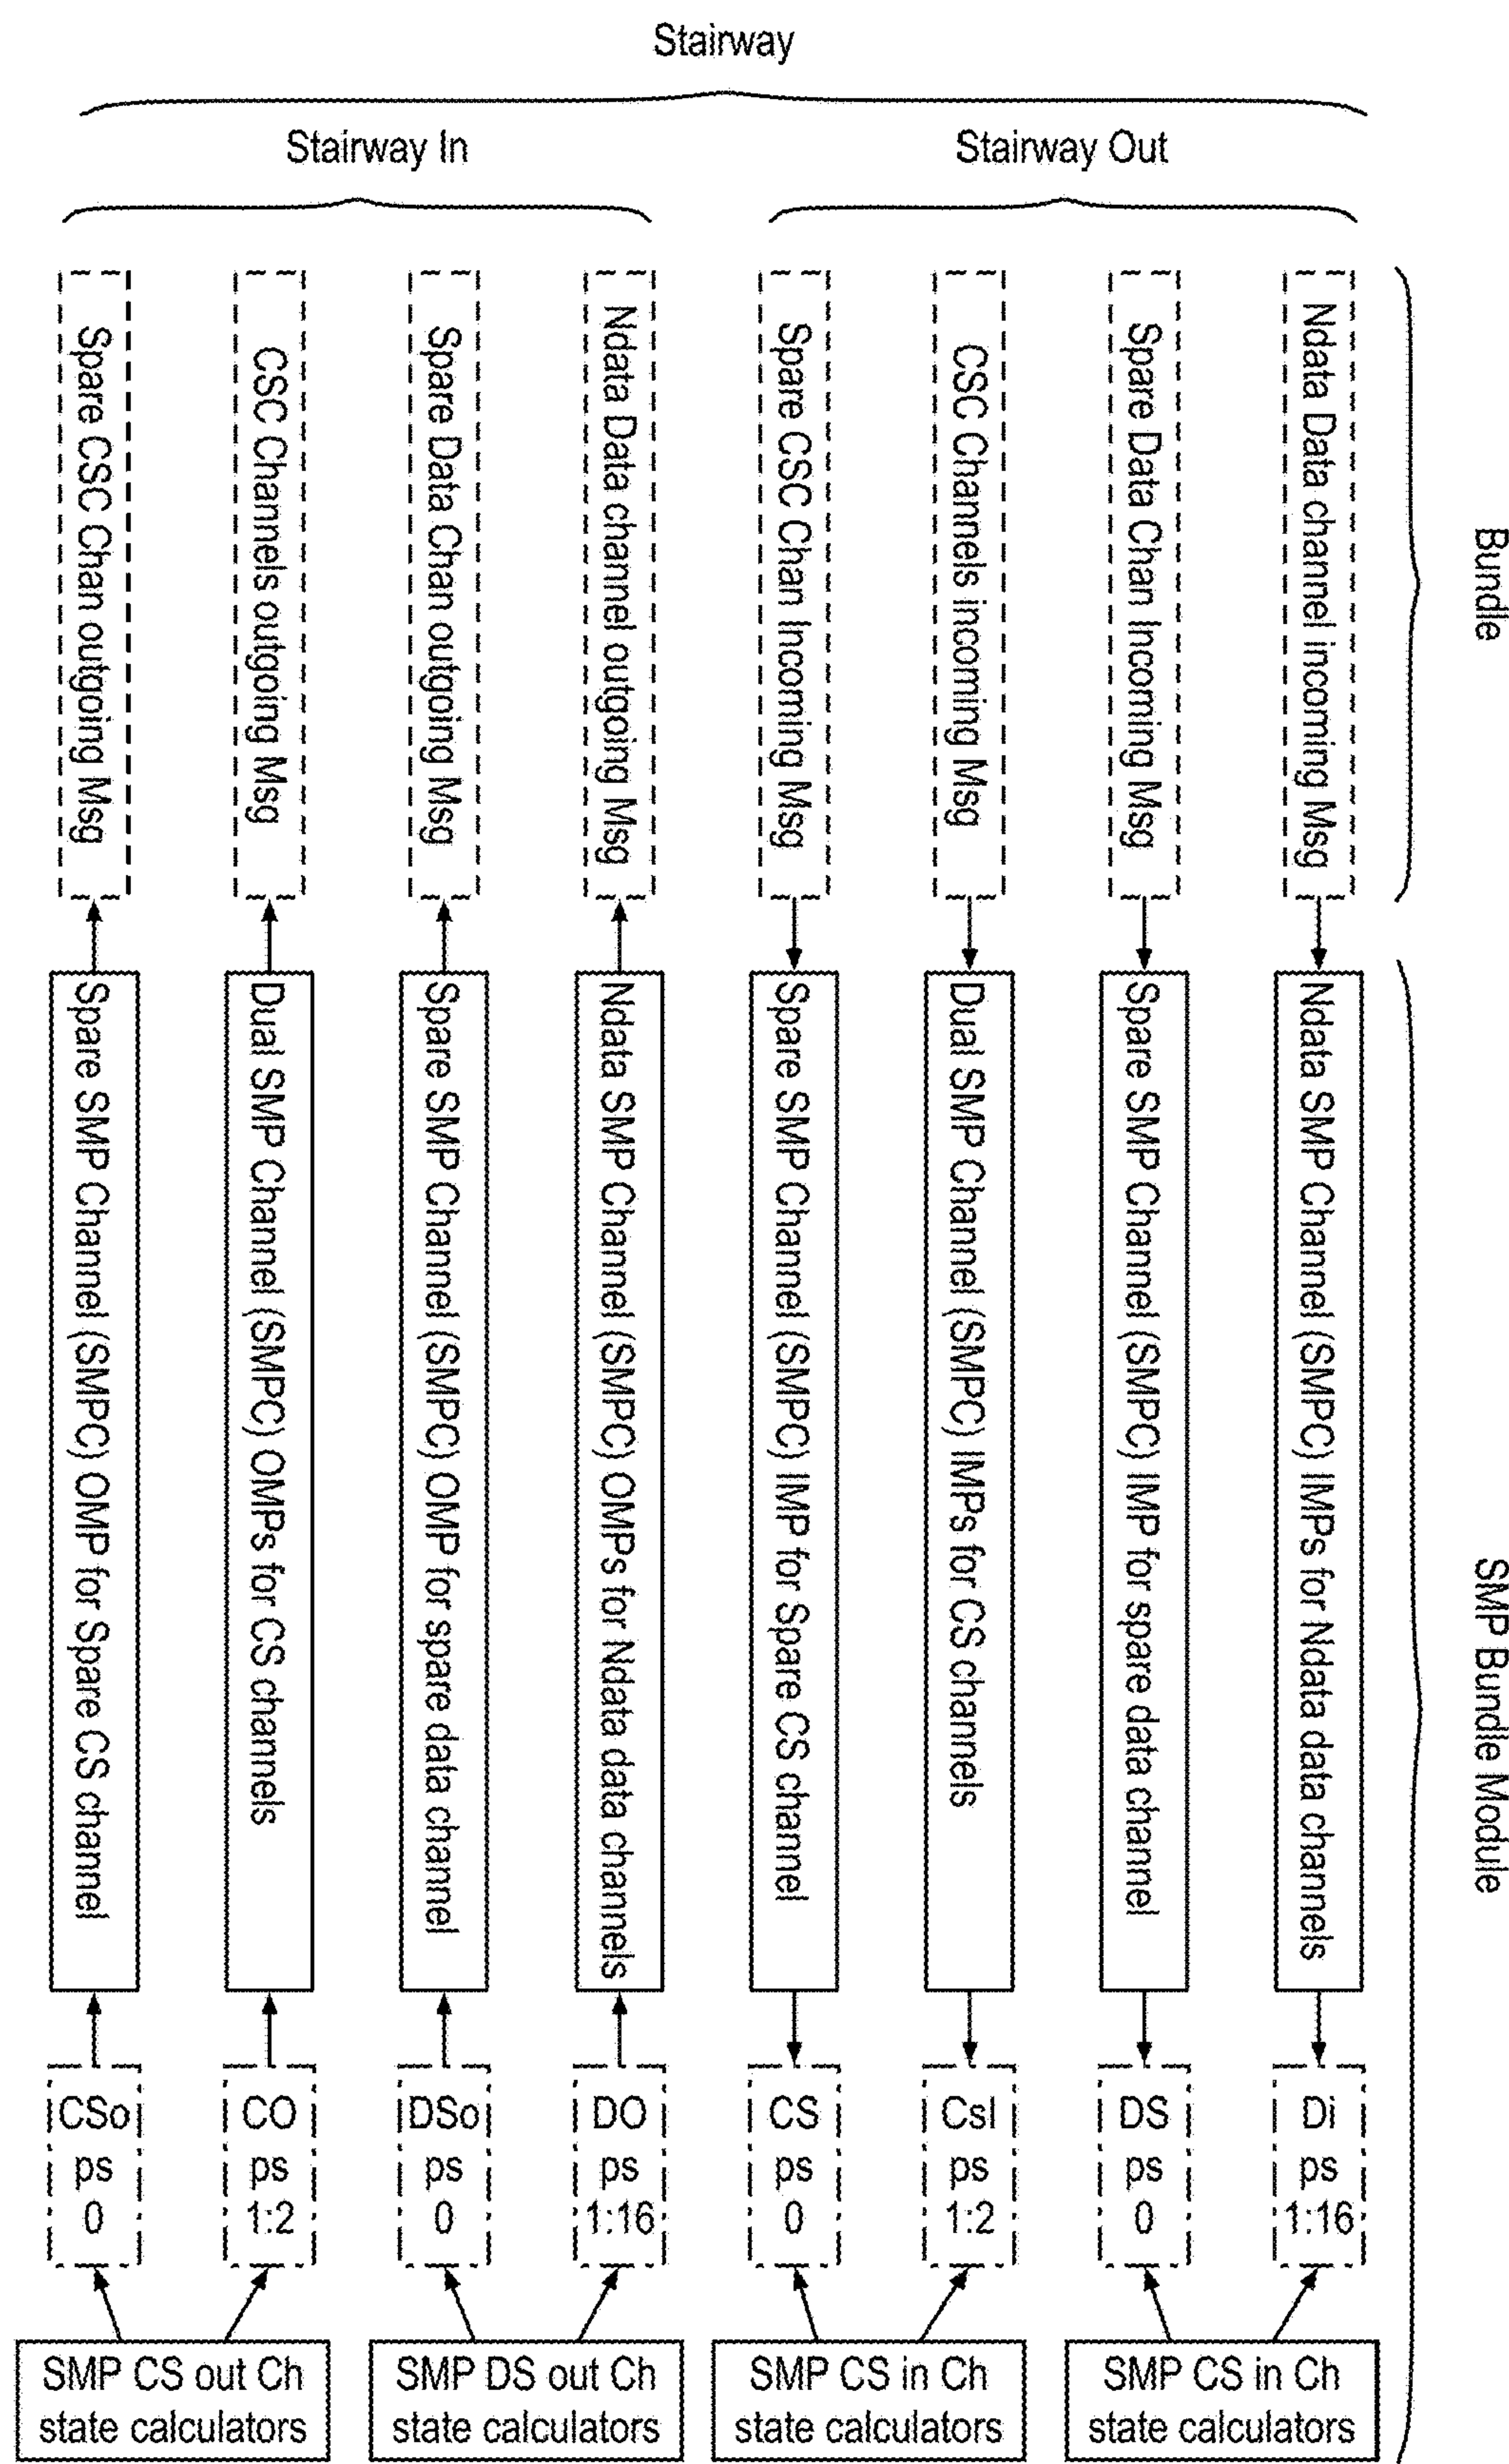 Stairway
Stairway In
Stairway Out
Bundle
SMP Bundle Module
Spare CSC Chan outgoing Msg
CSC Channels outgoing Msg
Spare Data Chan outgoing Msg
Ndata Data channel outgoing Msg
Spare CSC Chan Incoming Msg
CSC Channels incoming Msg
Spare Data Chan Incoming Msg
Ndata Data channel incoming Msg
Spare SMP Channel (SMPC) OMP for Spare CS channel
Dual SMP Channel (SMPC) OMPs for CS channels
Spare SMP Channel (SMPC) OMP for spare data channel
Ndata SMP Channel (SMPC) OMPs for Ndata data channels
Spare SMP Channel (SMPC) IMP for Spare CS channel
Dual SMP Channel (SMPC) IMPs for CS channels
Spare SMP Channel (SMPC) IMP for spare data channel
Ndata SMP Channel (SMPC) IMPs for Ndata data channels
CSo
ps
0
CO
ps
1:2
DSo
ps
0
DO
ps
1:16
CS
ps
0
CsI
ps
1:2
DS
ps
0
Di
ps
1:16
SMP CS out Ch
state calculators
SMP DS out Ch
state calculators
SMP CS in Ch
state calculators
SMP CS in Ch
state calculators